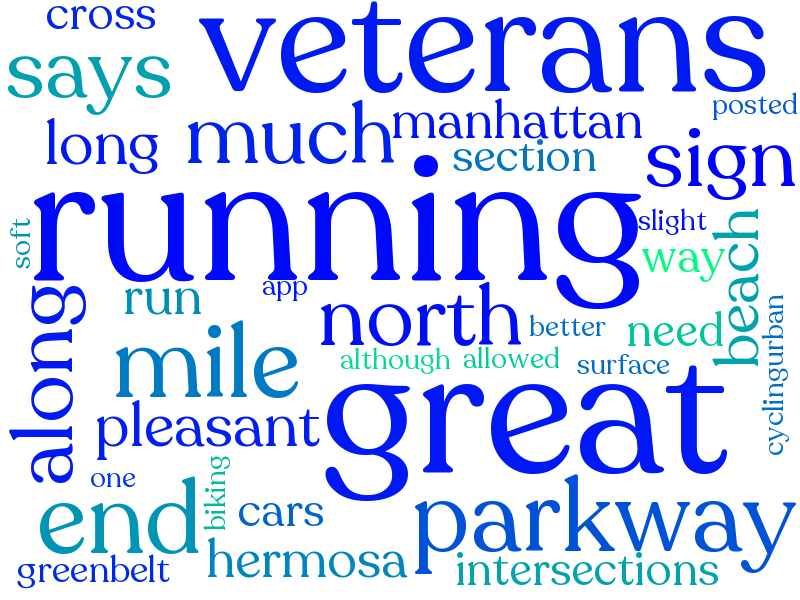 cross
veterans
says
posted
long
much
manhattan
section
sign
running
soft
slight
way
beach
along
run
app
north
better
need
cyclingurban
mile
although
allowed
surface
great
pleasant
one
biking
end
cars
parkway
greenbelt
hermosa
intersections